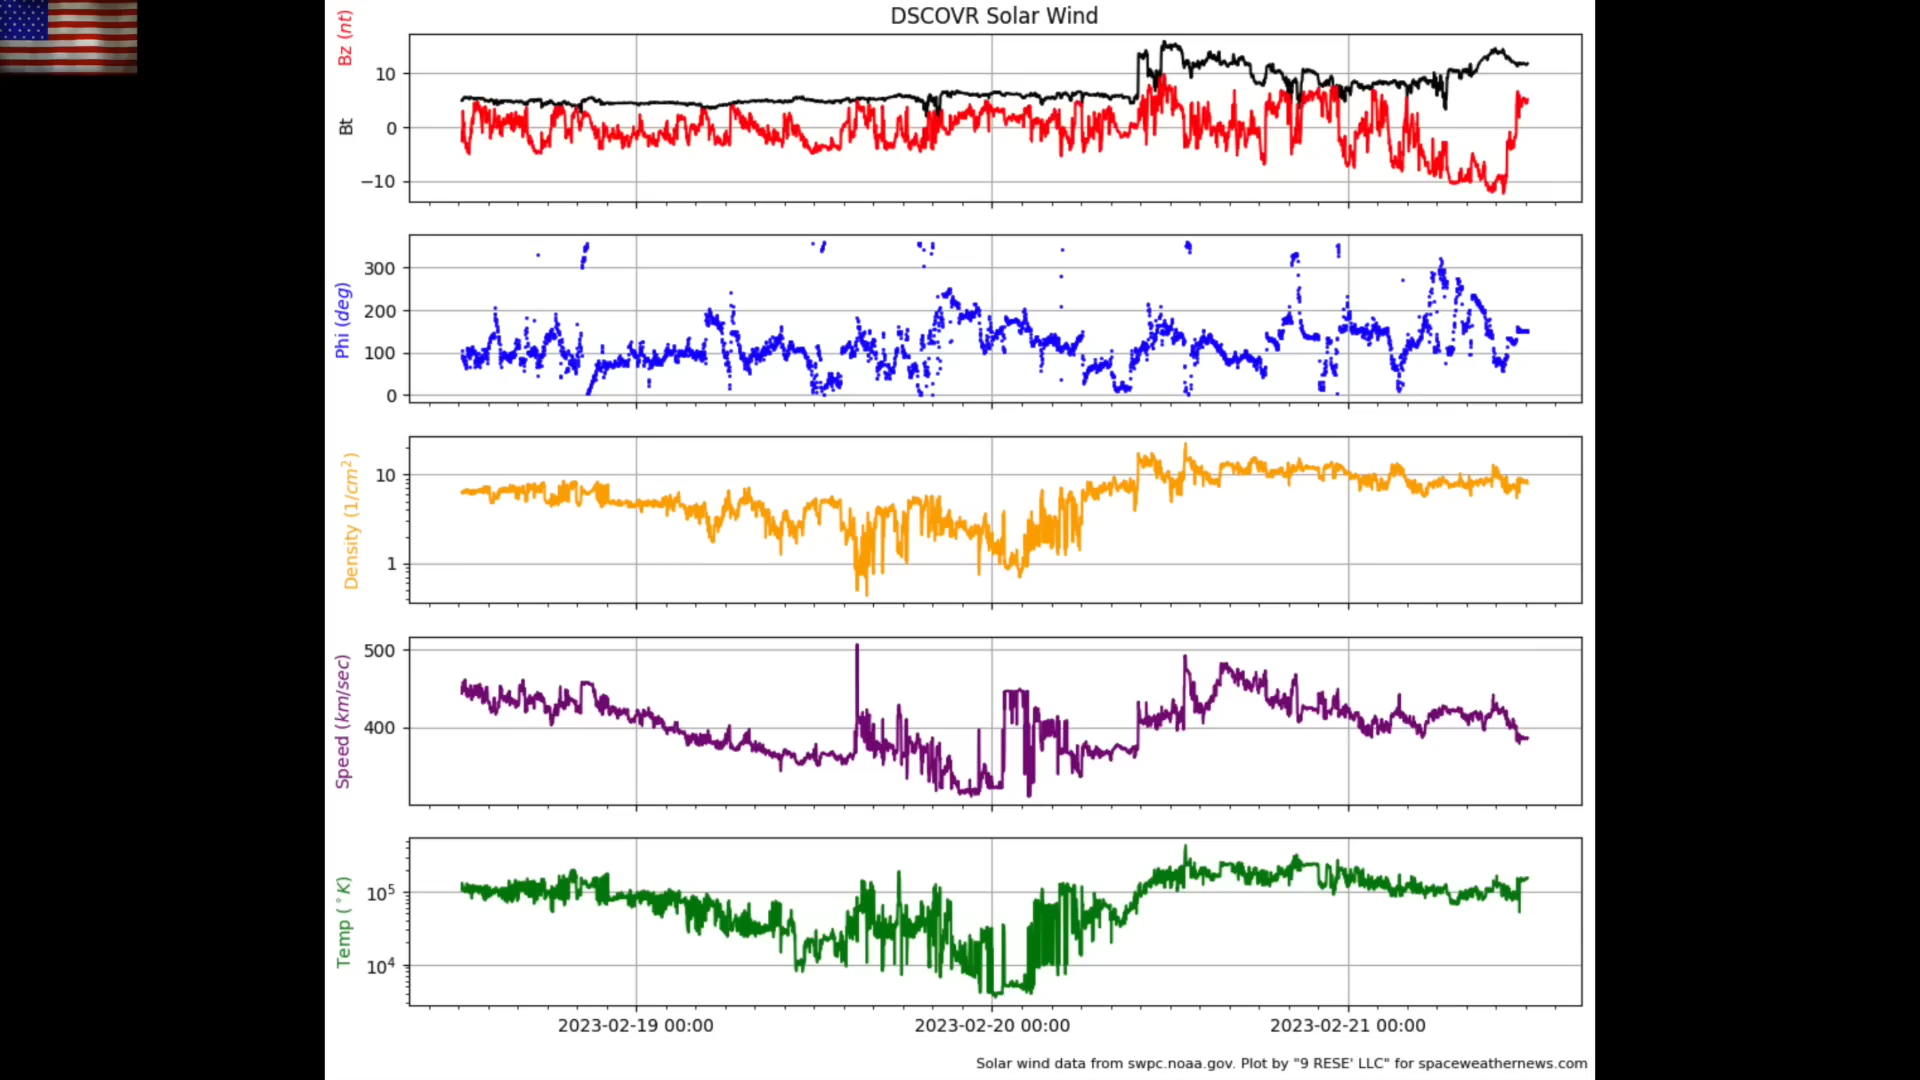 DSCOVR Solar Wind
Bz (nt)
Bt
10
0
−10
Phi (deg)
300
200
100
0
Density (1/cm²)
10
1
Speed (km/sec)
500
400
Temp (°K)
10⁵
10⁴
2023-02-19 00:00
2023-02-20 00:00
2023-02-21 00:00
Solar wind data from swpc.noaa.gov. Plot by "9 RESE' LLC" for spaceweathernews.com